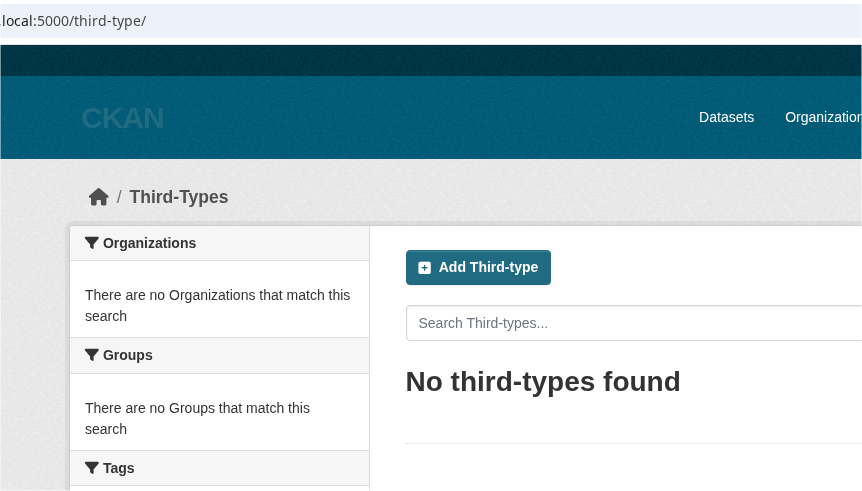 .local:5000/third-type/
CKAN
Datasets
/ Third-Types
Organizations
There are no Organizations that match this
search
Groups
There are no Groups that match this
search
Tags
Add Third-type
Search Third-types...
No third-types found